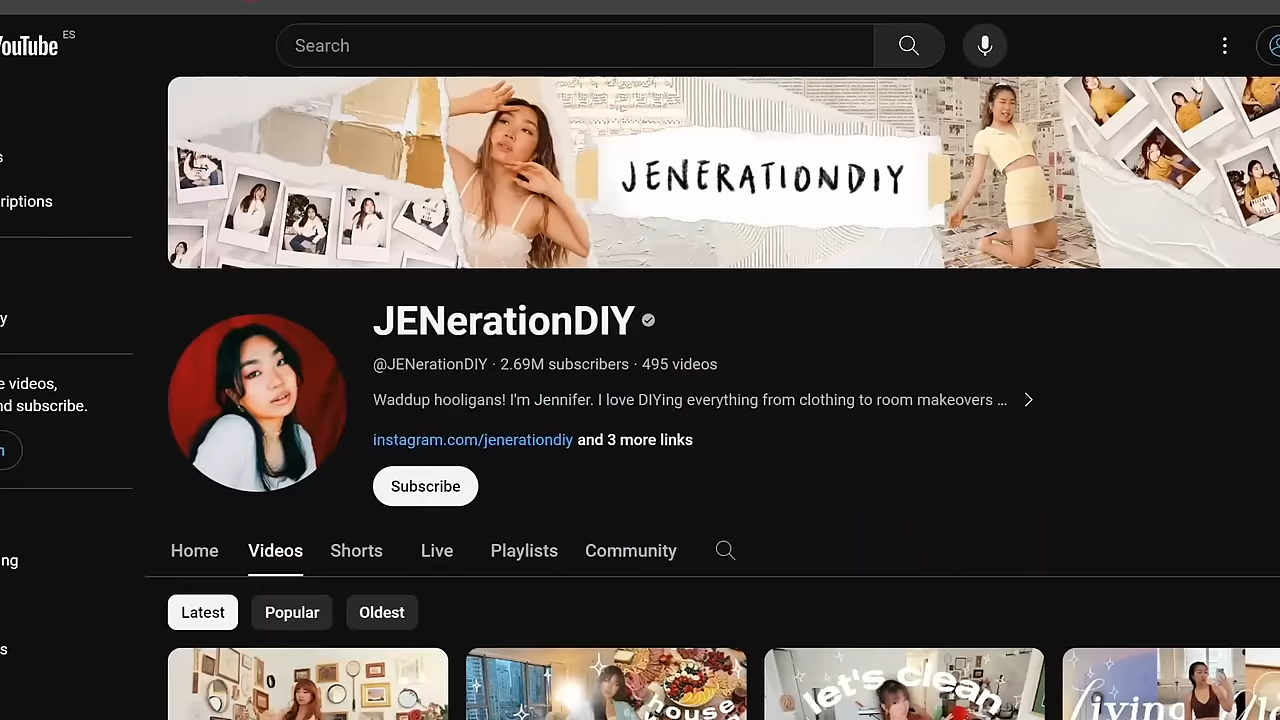 YouTube ES
Search
JENERATIONDIY
s
riptions
y
e videos,
nd subscribe.
n
ng
s
JENerationDIY
@JENerationDIY · 2.69M subscribers · 495 videos
Waddup hooligans! I'm Jennifer. I love DIYing everything from clothing to room makeovers ...
instagram.com/jenerationdiy and 3 more links
Subscribe
Home Videos Shorts Live Playlists Community
Latest Popular Oldest
house
let's clean
living